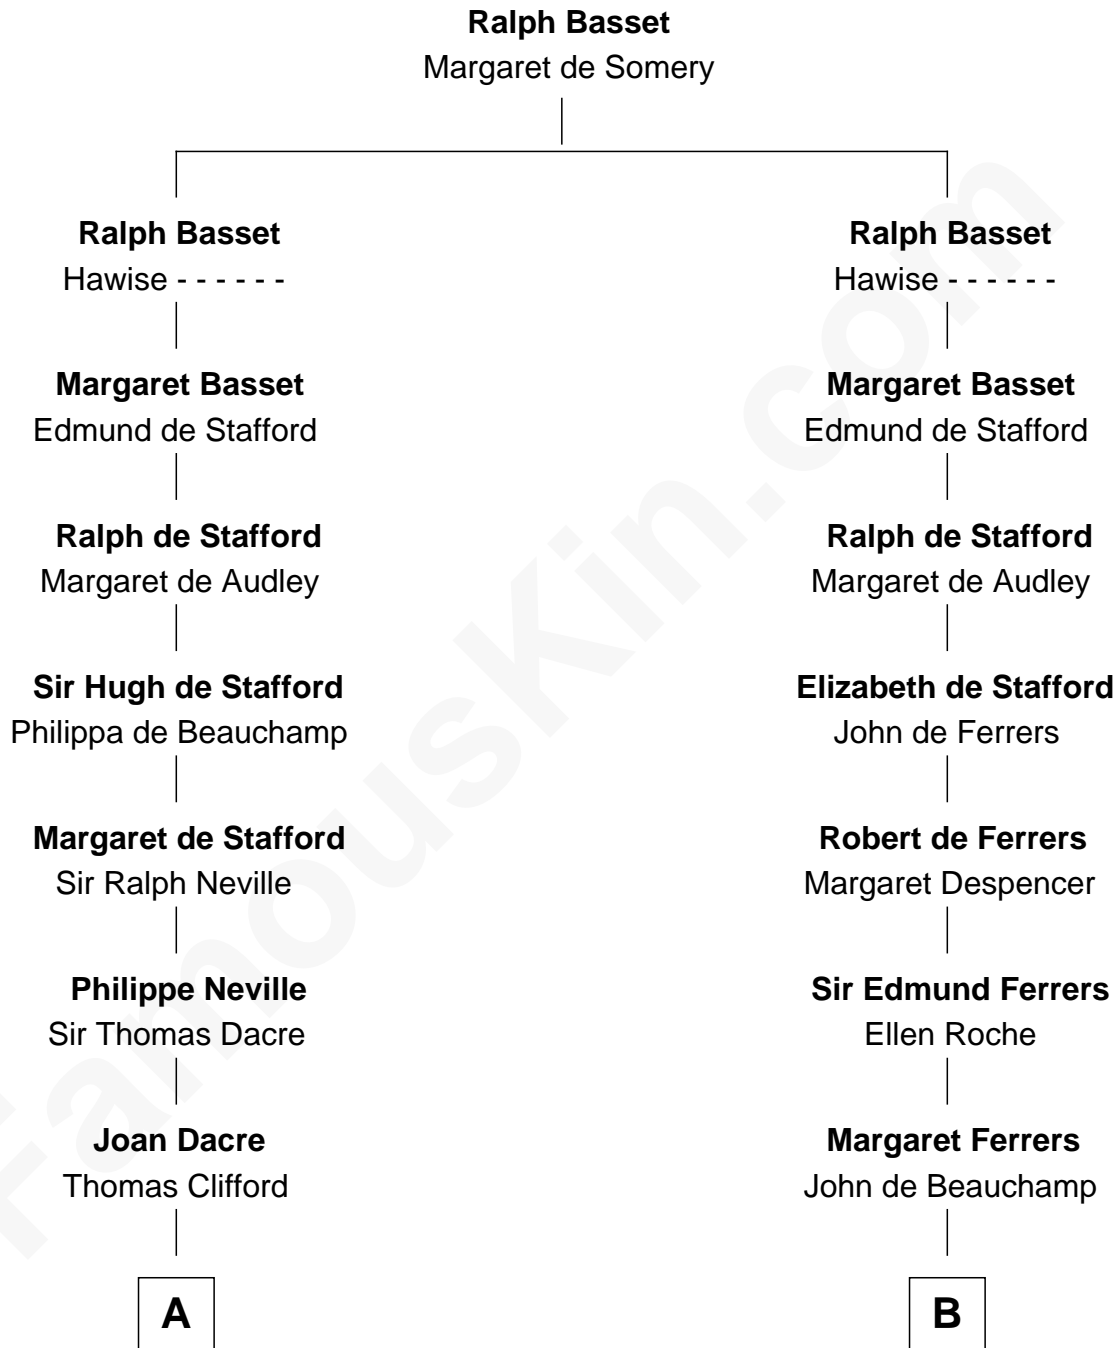 Ralph Basset
Margaret de Somery
Ralph Basset
Hawise - - - - - -
Margaret Basset
Edmund de Stafford
Ralph de Stafford
Margaret de Audley
Sir Hugh de Stafford
Philippa de Beauchamp
Margaret de Stafford
Sir Ralph Neville
Philippe Neville
Sir Thomas Dacre
Joan Dacre
Thomas Clifford
A
Ralph Basset
Hawise - - - - - -
Margaret Basset
Edmund de Stafford
Ralph de Stafford
Margaret de Audley
Elizabeth de Stafford
John de Ferrers
Robert de Ferrers
Margaret Despencer
Sir Edmund Ferrers
Ellen Roche
Margaret Ferrers
John de Beauchamp
B
FamousKin.com